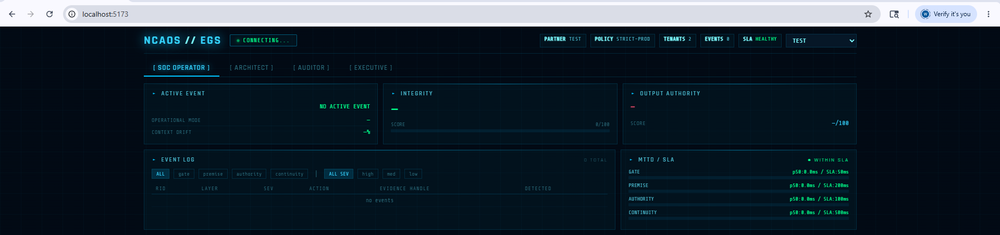 localhost:5173
Verify it's you
NCAOS // EGS
CONNECTING...
PARTNER TEST
POLICY STRICT-PROD
TENANTS 2
EVENTS 0
SLA HEALTHY
TEST
[ SOC OPERATOR ]
[ ARCHITECT ]
[ AUDITOR ]
[ EXECUTIVE ]
► ACTIVE EVENT
NO ACTIVE EVENT
OPERATIONAL MODE —
CONTEXT DRIFT —%
► INTEGRITY
—
SCORE 0/100
► OUTPUT AUTHORITY
—
SCORE —/100
► EVENT LOG 0 TOTAL
ALL gate premise authority continuity | ALL SEV high med low
RID LAYER SEV ACTION EVIDENCE HANDLE DETECTED
no events
► MTTD / SLA ● WITHIN SLA
GATE p50:0.0ms / SLA:50ms
PREMISE p50:0.0ms / SLA:200ms
AUTHORITY p50:0.0ms / SLA:100ms
CONTINUITY p50:0.0ms / SLA:500ms